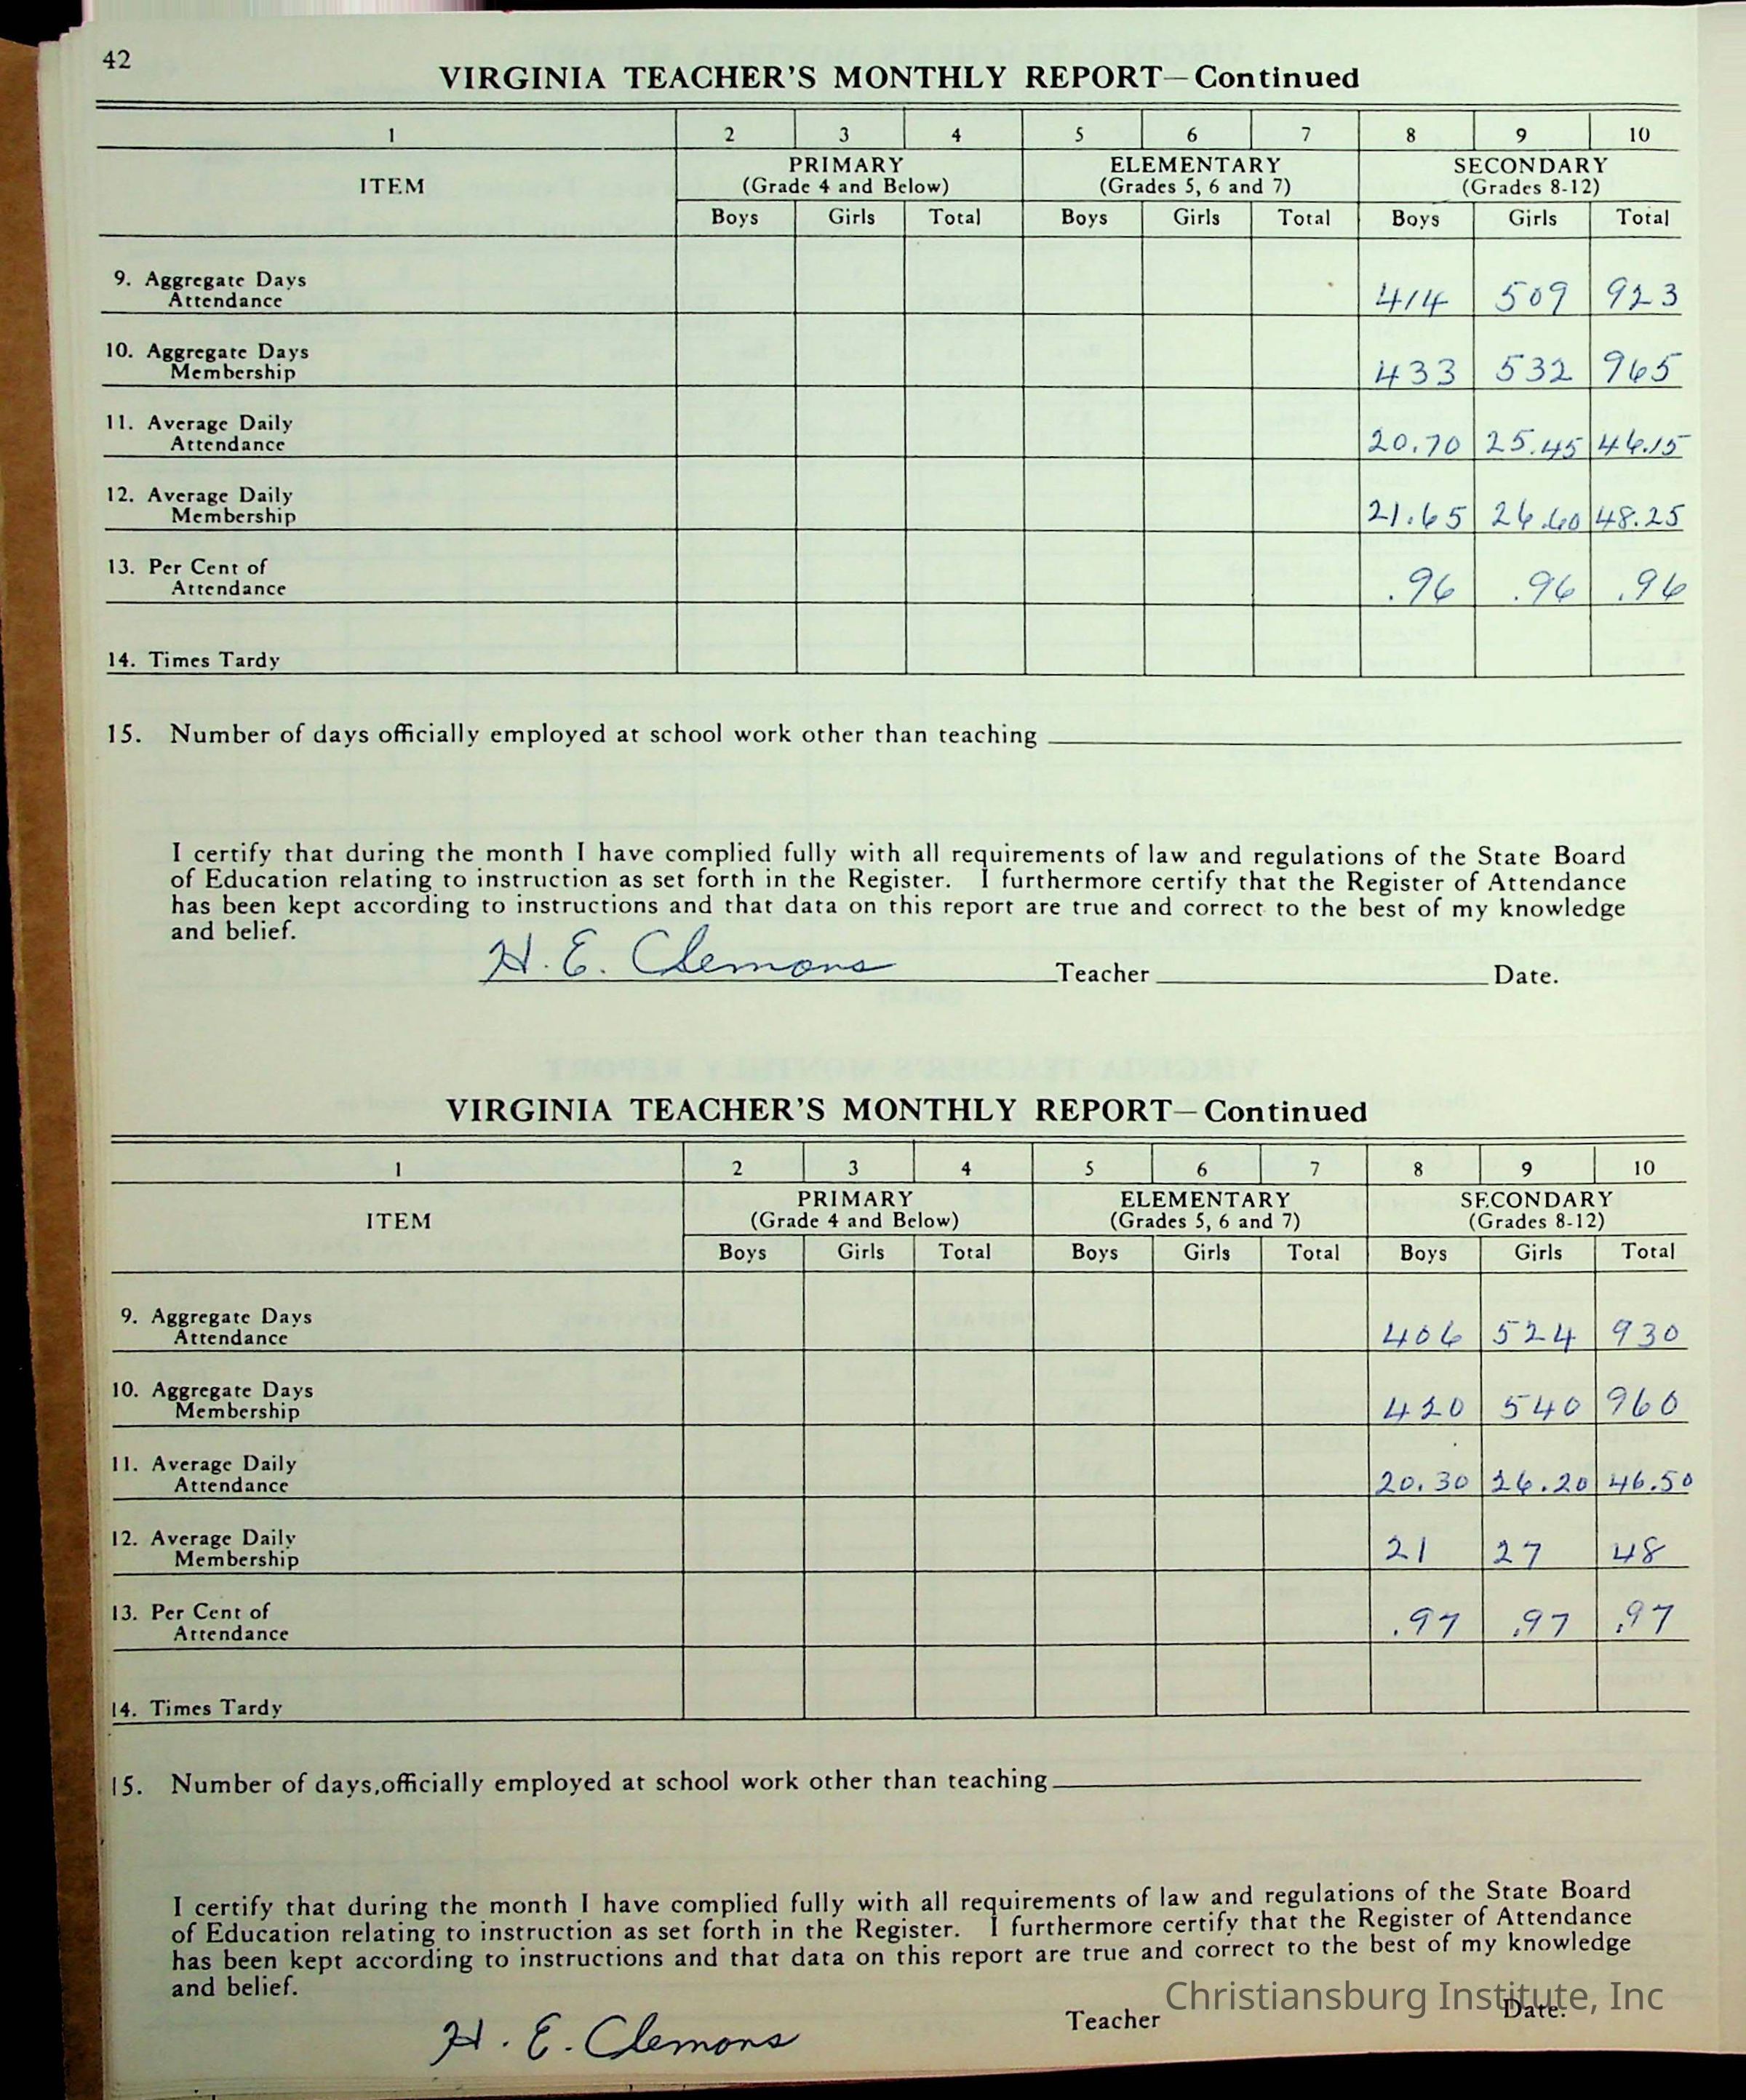 42
VIRGINIA TEACHER'S MONTHLY REPORT—Continued
1 2 3 4 5 6 7 8 9 10
ITEM PRIMARY (Grade 4 and Below) ELEMENTARY (Grades 5, 6 and 7) SECONDARY (Grades 8-12)
Boys Girls Total Boys Girls Total Boys Girls Total
9. Aggregate Days
Attendance 414 509 923
10. Aggregate Days
Membership 433 532 965
11. Average Daily
Attendance 20.70 25.45 46.15
12. Average Daily
Membership 21.65 26.60 48.25
13. Per Cent of
Attendance .96 .96 .96
14. Times Tardy
15. Number of days officially employed at school work other than teaching
I certify that during the month I have complied fully with all requirements of law and regulations of the State Board
of Education relating to instruction as set forth in the Register. I furthermore certify that the Register of Attendance
has been kept according to instructions and that data on this report are true and correct to the best of my knowledge
and belief.
H. E. Clemons Teacher Date.
VIRGINIA TEACHER'S MONTHLY REPORT—Continued
1 2 3 4 5 6 7 8 9 10
ITEM PRIMARY (Grade 4 and Below) ELEMENTARY (Grades 5, 6 and 7) SECONDARY (Grades 8-12)
Boys Girls Total Boys Girls Total Boys Girls Total
9. Aggregate Days
Attendance 406 524 930
10. Aggregate Days
Membership 420 540 960
11. Average Daily
Attendance 20.30 26.20 46.50
12. Average Daily
Membership 21 27 48
13. Per Cent of
Attendance .97 .97 .97
14. Times Tardy
15. Number of days, officially employed at school work other than teaching
I certify that during the month I have complied fully with all requirements of law and regulations of the State Board
of Education relating to instruction as set forth in the Register. I furthermore certify that the Register of Attendance
has been kept according to instructions and that data on this report are true and correct to the best of my knowledge
and belief.
Christiansburg Institute, Inc
H. E. Clemons Teacher Date.